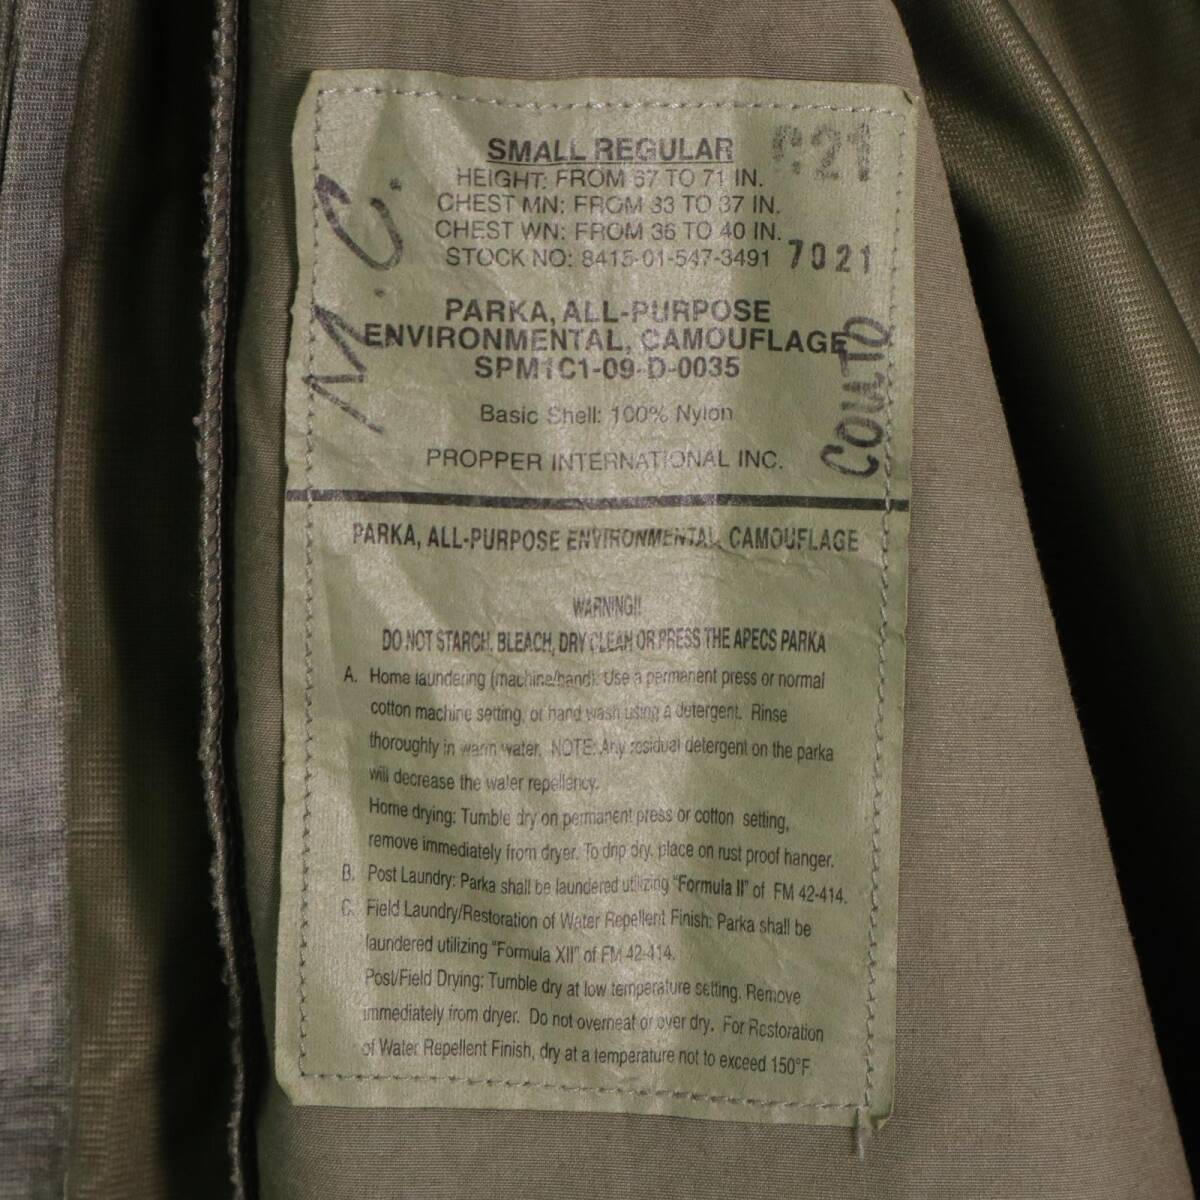 SMALL REGULAR
HEIGHT: FROM 67 TO 71 IN.
CHEST MN: FROM 33 TO 37 IN.
CHEST WN: FROM 36 TO 40 IN.
STOCK NO: 8415-01-547-3491
7021
M.C.
PARKA, ALL-PURPOSE
ENVIRONMENTAL, CAMOUFLAGE
SPM1C1-09-D-0035
Basic Shell: 100% Nylon
PROPPER INTERNATIONAL INC.
PARKA, ALL-PURPOSE ENVIRONMENTAL, CAMOUFLAGE
WARNING!!
DO NOT STARCH, BLEACH, DRY CLEAN OR PRESS THE APECS PARKA
A. Home laundering (machine/hand): Use a permanent press or normal
cotton machine setting, or hand wash using a detergent. Rinse
thoroughly in warm water. NOTE: Any residual detergent on the parka
will decrease the water repellency.
Home drying: Tumble dry on permanent press or cotton setting,
remove immediately from dryer. To drip dry, place on rust proof hanger.
B. Post Laundry: Parka shall be laundered utilizing "Formula II" of FM 42-414.
C. Field Laundry/Restoration of Water Repellent Finish: Parka shall be
laundered utilizing "Formula XII" of FM 42-414.
Post/Field Drying: Tumble dry at low temperature setting. Remove
immediately from dryer. Do not overheat or over dry. For Restoration
of Water Repellent Finish, dry at a temperature not to exceed 150°F.